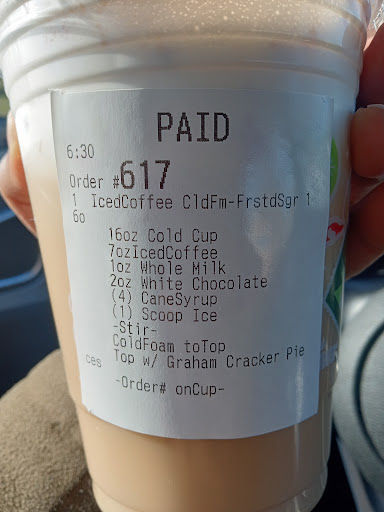 PAID
6:30
Order #617
1 IcedCoffee CldFm-FrstdSgr 1
6o
16oz Cold Cup
7ozIcedCoffee
1oz Whole Milk
2oz White Chocolate
(4) CaneSyrup
(1) Scoop Ice
-Stir-
ColdFoam toTop
Top w/ Graham Cracker Pie
ces
-Order# onCup-